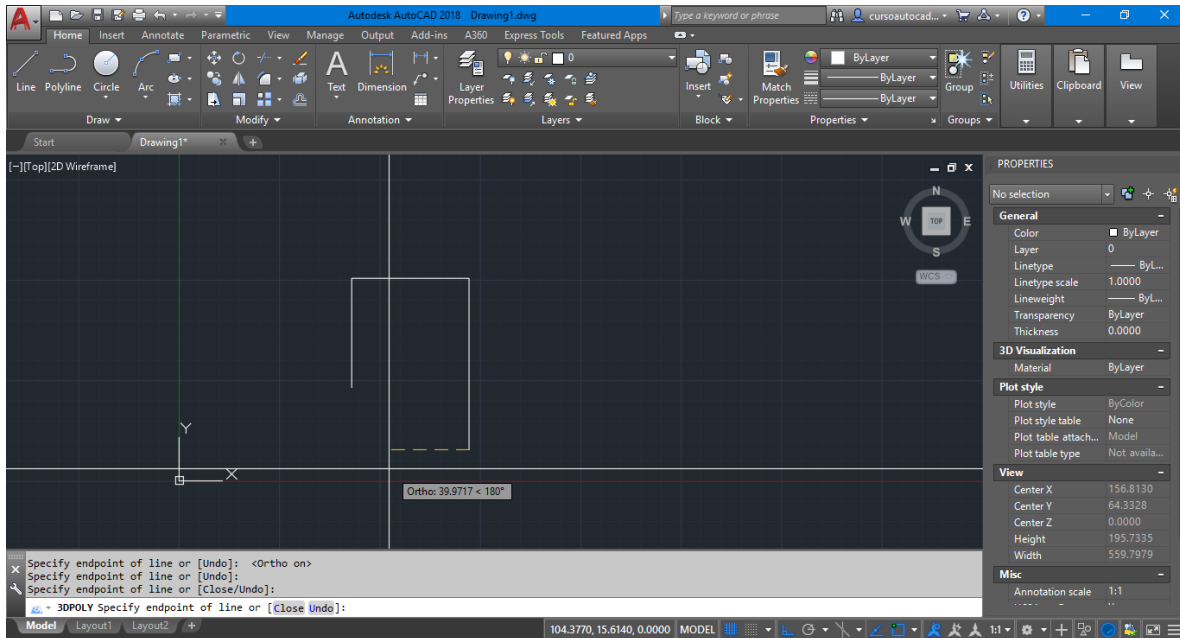 Autodesk AutoCAD 2018 Drawing1.dwg
Type a keyword or phrase
cursoautocad...
Home Insert Annotate Parametric View Manage Output Add-ins A360 Express Tools Featured Apps
Line Polyline Circle Arc
Draw
Modify
Text Dimension
Annotation
Layer Properties
0
Layers
Insert
Block
Match Properties
ByLayer
ByLayer
ByLayer
Properties
Group
Groups
Utilities
Clipboard
View
Start Drawing1* +
[−][Top][2D Wireframe]
N
W TOP E
S
WCS
Y
X
Ortho: 39.9717 < 180°
PROPERTIES
No selection
General
Color ByLayer
Layer 0
Linetype ByL...
Linetype scale 1.0000
Lineweight ByL...
Transparency ByLayer
Thickness 0.0000
3D Visualization
Material ByLayer
Plot style
Plot style ByColor
Plot style table None
Plot table attach... Model
Plot table type Not availa...
View
Center X 156.8130
Center Y 64.3328
Center Z 0.0000
Height 195.7335
Width 559.7979
Misc
Annotation scale 1:1
Specify endpoint of line or [Undo]: <Ortho on>
Specify endpoint of line or [Undo]:
Specify endpoint of line or [Close/Undo]:
3DPOLY Specify endpoint of line or [Close Undo]:
Model Layout1 Layout2 +
104.3770, 15.6140, 0.0000 MODEL 1:1